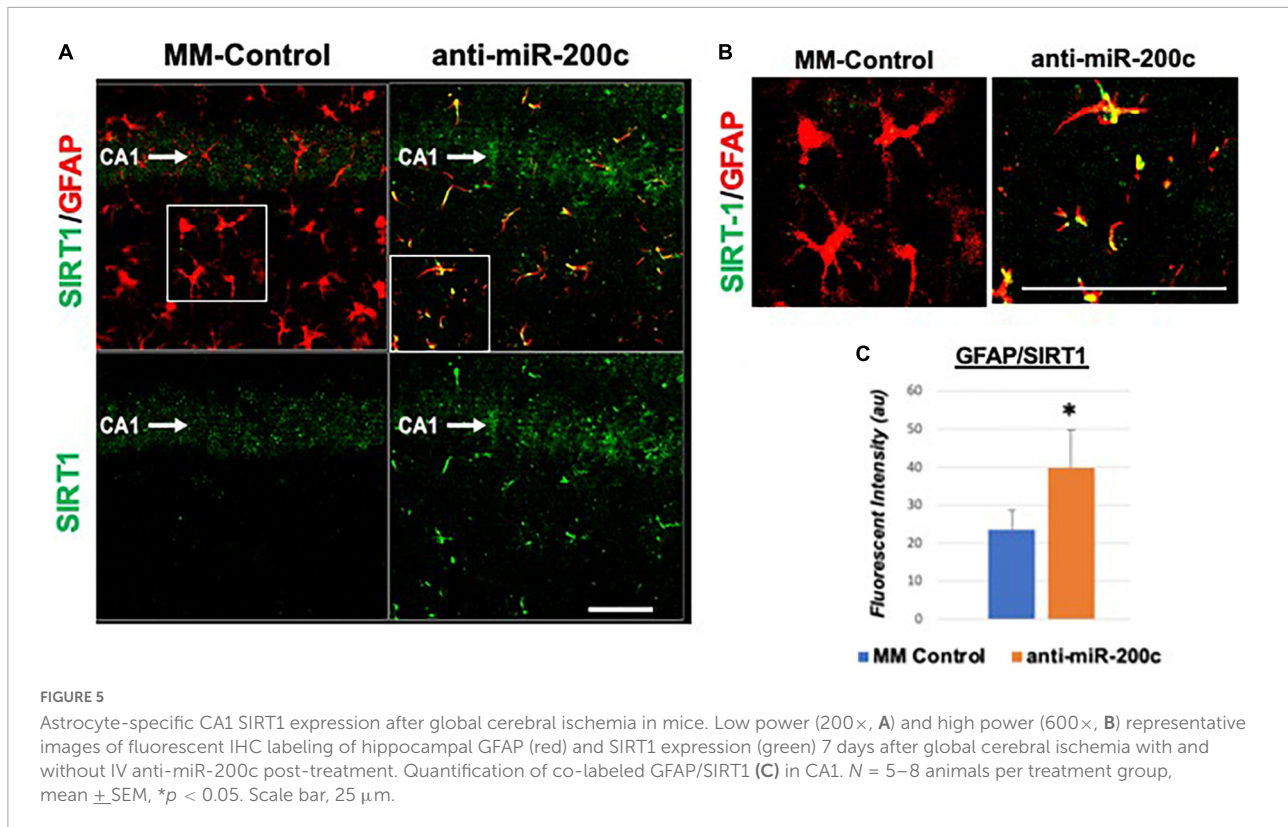 A
MM-Control
anti-miR-200c
SIRT1/GFAP
CA1
CA1
SIRT1
CA1
CA1
B
MM-Control
anti-miR-200c
SIRT-1/GFAP
C
GFAP/SIRT1
Fluorescent Intensity (au)
60
50
40
30
20
10
0
*
MM Control
anti-miR-200c
FIGURE 5
Astrocyte-specific CA1 SIRT1 expression after global cerebral ischemia in mice. Low power (200×, A) and high power (600×, B) representative
images of fluorescent IHC labeling of hippocampal GFAP (red) and SIRT1 expression (green) 7 days after global cerebral ischemia with and
without IV anti-miR-200c post-treatment. Quantification of co-labeled GFAP/SIRT1 (C) in CA1. N = 5–8 animals per treatment group,
mean + SEM, *p < 0.05. Scale bar, 25 μm.